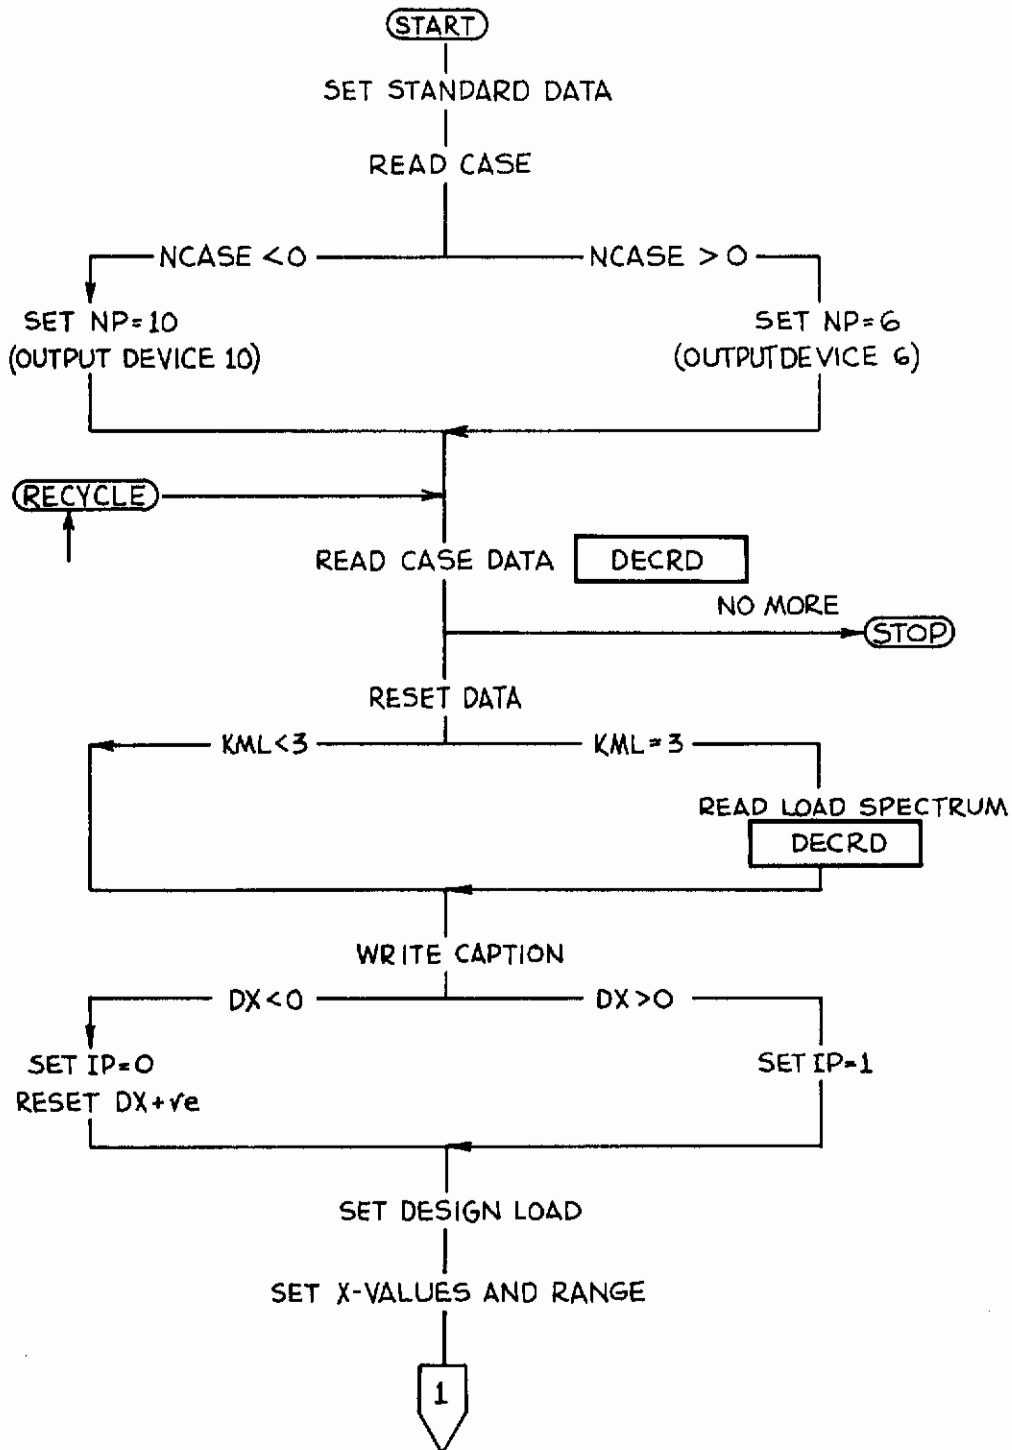 START
SET STANDARD DATA
READ CASE
NCASE <0
NCASE > 0
SET NP=10
(OUTPUT DEVICE 10)
SET NP=6
(OUTPUT DEVICE 6)
RECYCLE
READ CASE DATA
DECRD
NO MORE
STOP
RESET DATA
KML<3
KML=3
READ LOAD SPECTRUM
DECRD
WRITE CAPTION
DX<0
DX>0
SET IP=0
RESET DX+ve
SET IP=1
SET DESIGN LOAD
SET X-VALUES AND RANGE
1